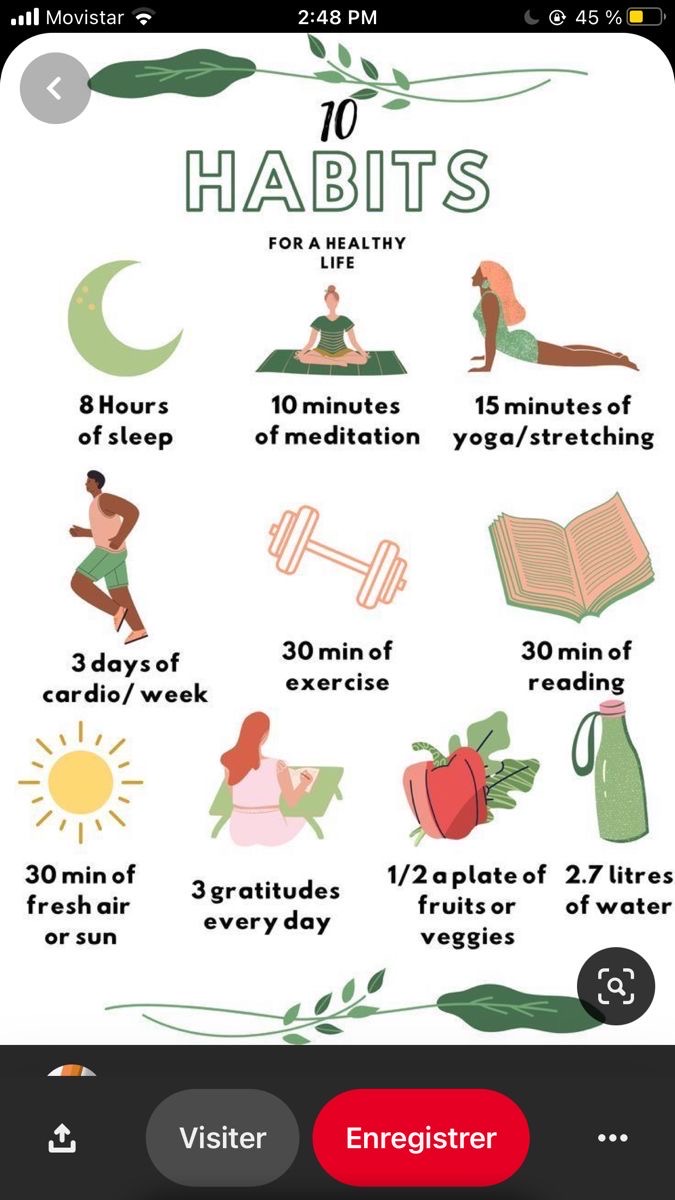 Movistar 2:48 PM 45 %
10
HABITS
FOR A HEALTHY
LIFE
8 Hours
of sleep
10 minutes
of meditation
15 minutes of
yoga/stretching
3 days of
cardio/ week
30 min of
exercise
30 min of
reading
30 min of
fresh air
or sun
3 gratitudes
every day
1/2 a plate of
fruits or
veggies
2.7 litres
of water
Visiter
Enregistrer